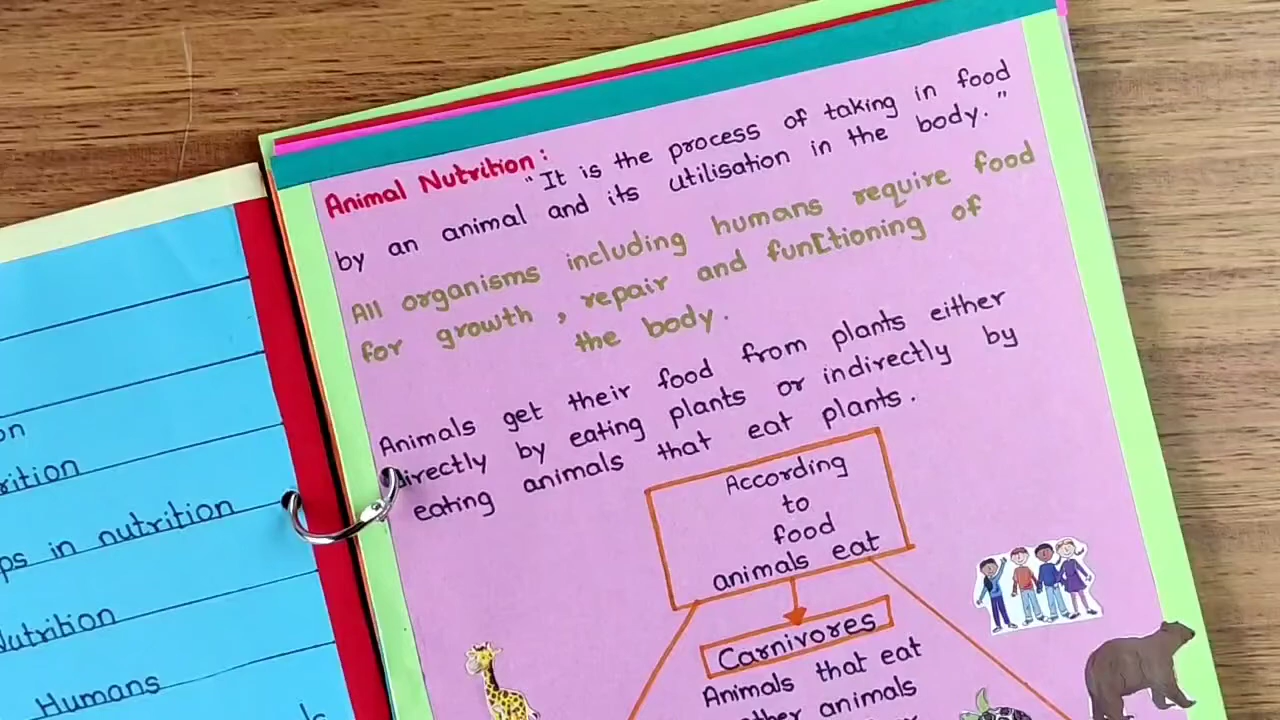 on
rition
ps in nutrition
Nutrition
Humans
Animal Nutrition:
"It is the process of taking in food
by an animal and its utilisation in the body."
All organisms including humans require food
for growth, repair and functioning of
the body.
Animals get their food from plants either
directly by eating plants or indirectly by
eating animals that eat plants.
According
to
food
animals eat
Carnivores
Animals that eat
other animals